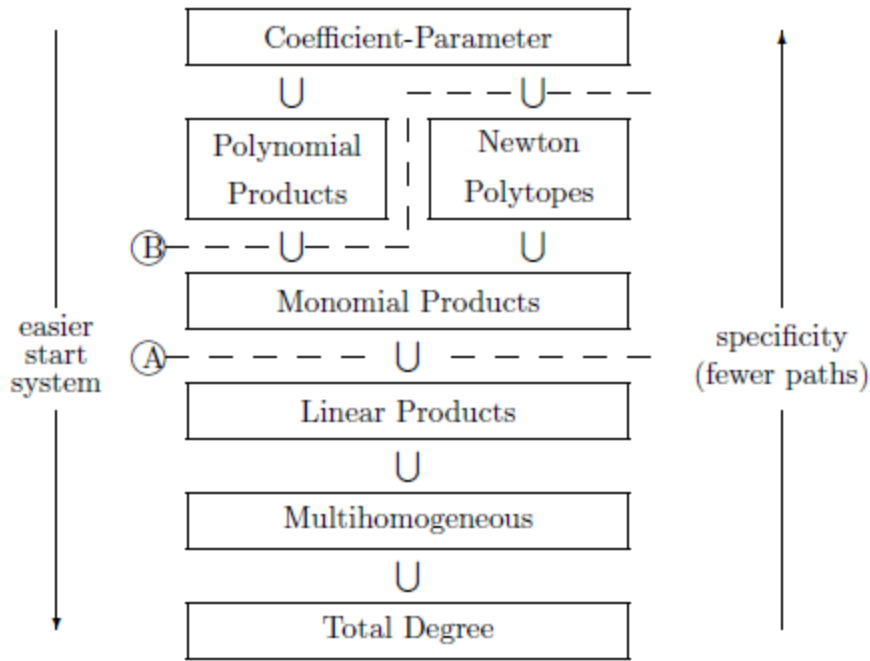 Coefficient-Parameter
∪
∪
Polynomial
Products
Newton
Polytopes
B
∪
∪
Monomial Products
easier
start
system
A
∪
specificity
(fewer paths)
Linear Products
∪
Multihomogeneous
∪
Total Degree